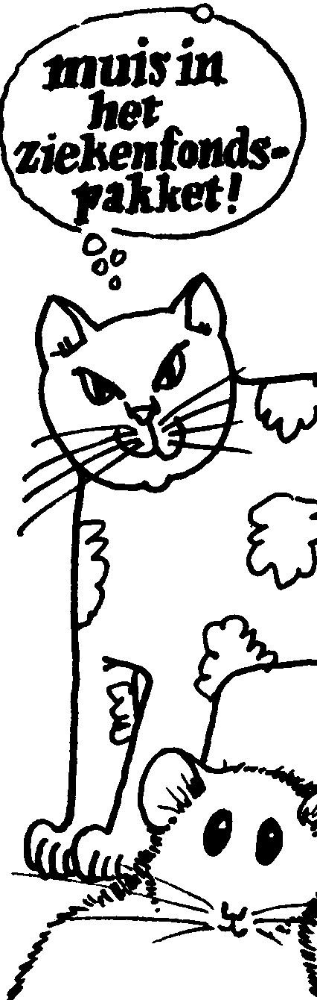 muis in
het
ziekenfonds-
pakket!